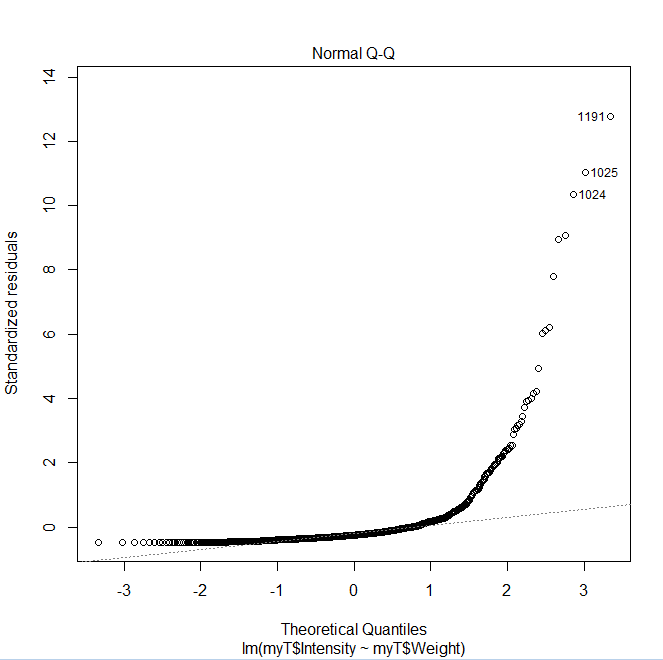 Normal Q-Q
14
12
10
8
6
4
2
0
1191
1025
1024
Standardized residuals
-3 -2 -1 0 1 2 3
Theoretical Quantiles
lm(myT$Intensity ~ myT$Weight)